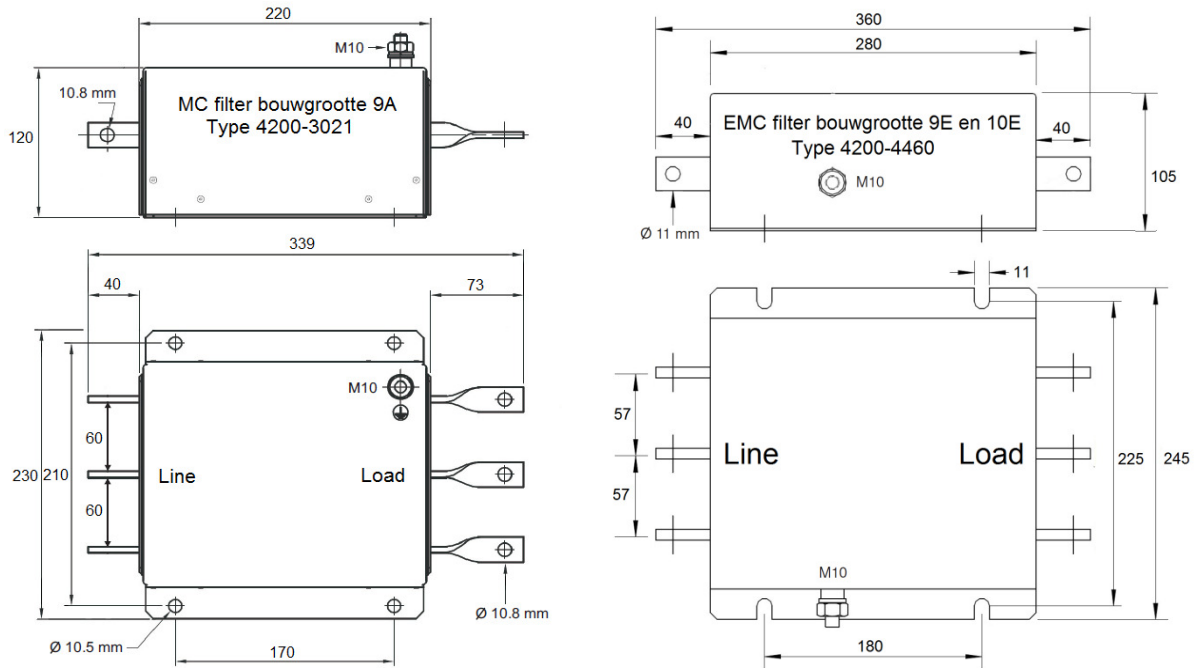 220
M10
10.8 mm
MC filter bouwgrootte 9A
Type 4200-3021
120
339
40
73
M10
60
230
210
Line
Load
60
Ø 10.8 mm
Ø 10.5 mm
170
360
280
40
EMC filter bouwgrootte 9E en 10E
Type 4200-4460
40
M10
105
Ø 11 mm
11
57
Line
Load
225
245
57
M10
180